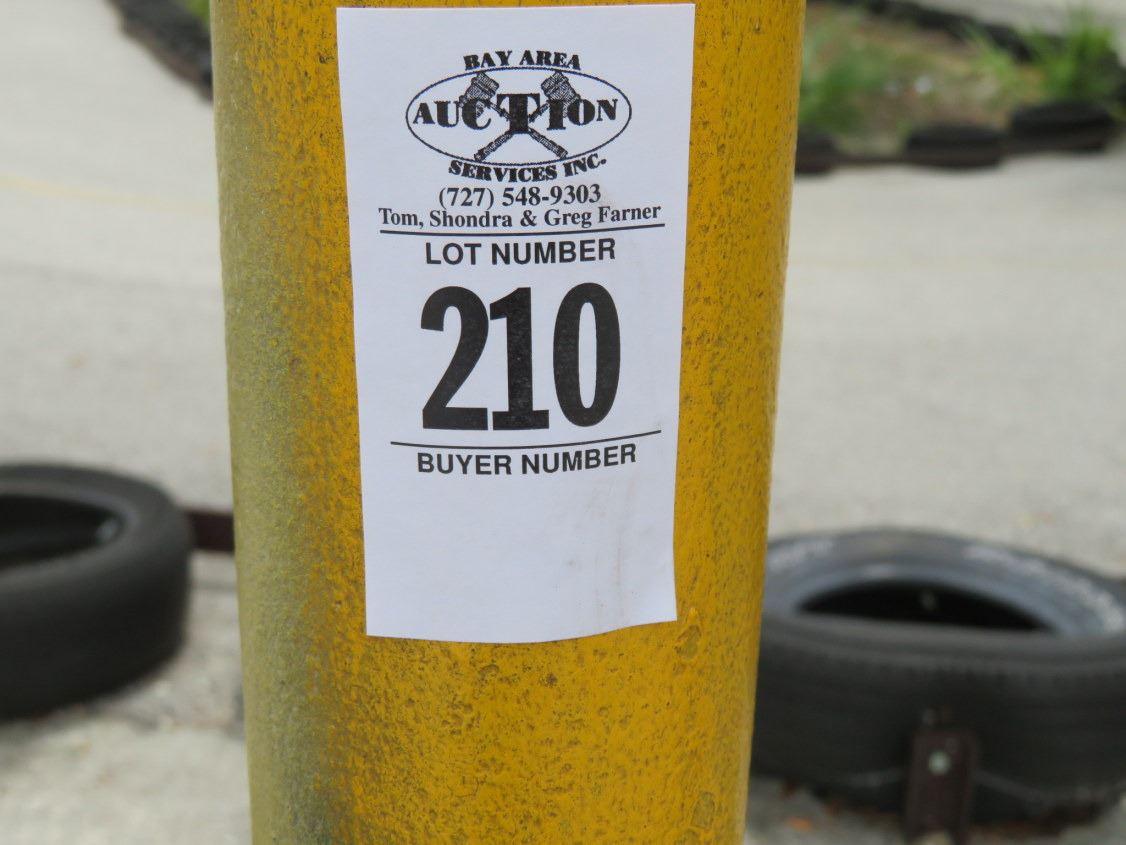 BAY AREA
AUCTION
SERVICES INC.
(727) 548-9303
Tom, Shondra & Greg Farner
LOT NUMBER
210
BUYER NUMBER